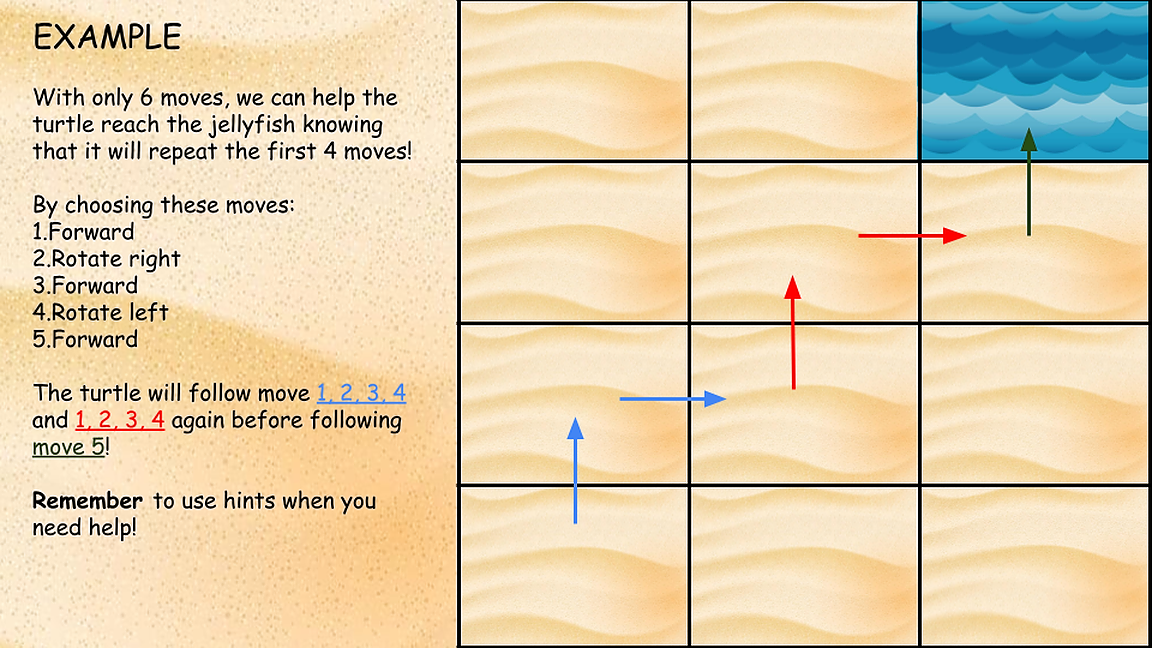 EXAMPLE
With only 6 moves, we can help the
turtle reach the jellyfish knowing
that it will repeat the first 4 moves!
By choosing these moves:
1.Forward
2.Rotate right
3.Forward
4.Rotate left
5.Forward
The turtle will follow move 1, 2, 3, 4
and 1, 2, 3, 4 again before following
move 5!
Remember to use hints when you
need help!